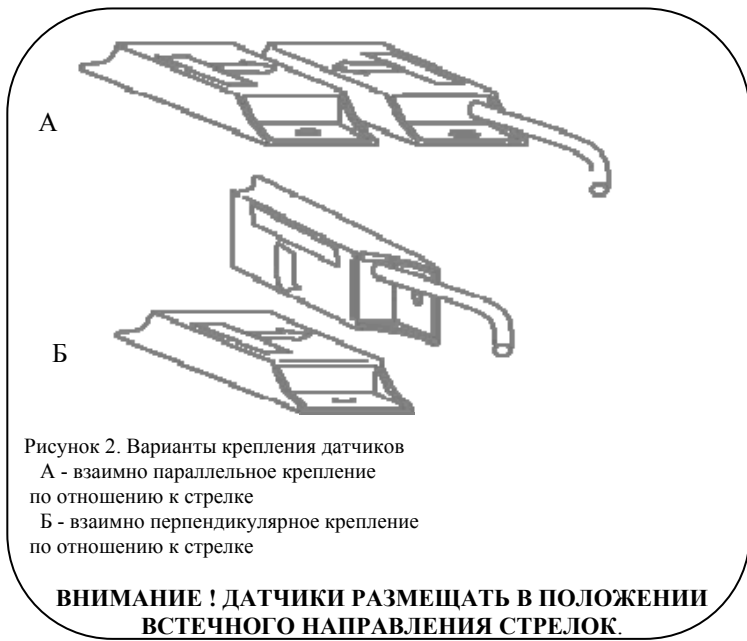 А
Б
Рисунок 2. Варианты крепления датчиков
А - взаимно параллельное крепление
по отношению к стрелке
Б - взаимно перпендикулярное крепление
по отношению к стрелке
ВНИМАНИЕ ! ДАТЧИКИ РАЗМЕЩАТЬ В ПОЛОЖЕНИИ
ВСТЕЧНОГО НАПРАВЛЕНИЯ СТРЕЛОК.